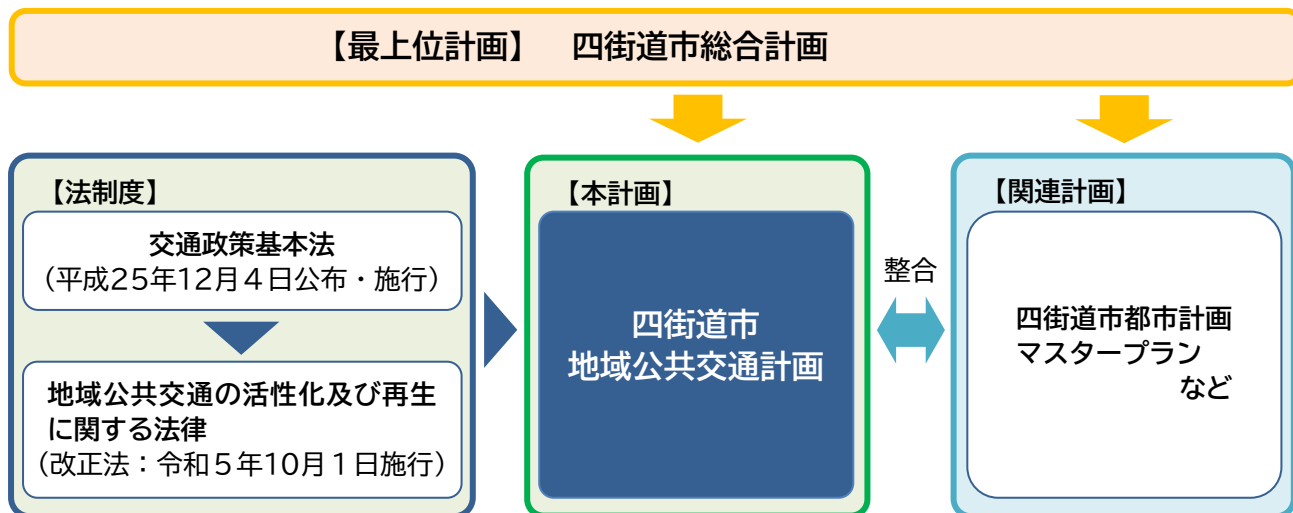 【最上位計画】　四街道市総合計画
【法制度】
交通政策基本法
（平成25年12月４日公布・施行）
地域公共交通の活性化及び再生
に関する法律
（改正法：令和５年10月１日施行）
【本計画】
四街道市
地域公共交通計画
整合
【関連計画】
四街道市都市計画
マスタープラン
など